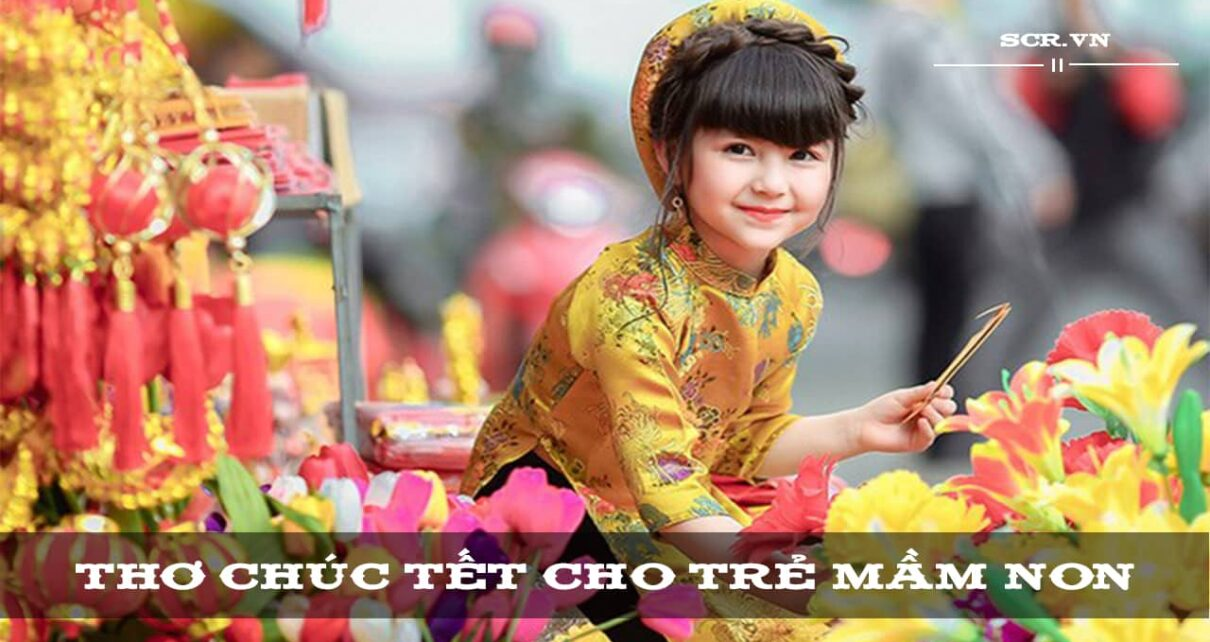 SCR.VN
THƠ CHÚC TẾT CHO TRẺ MẦM NON